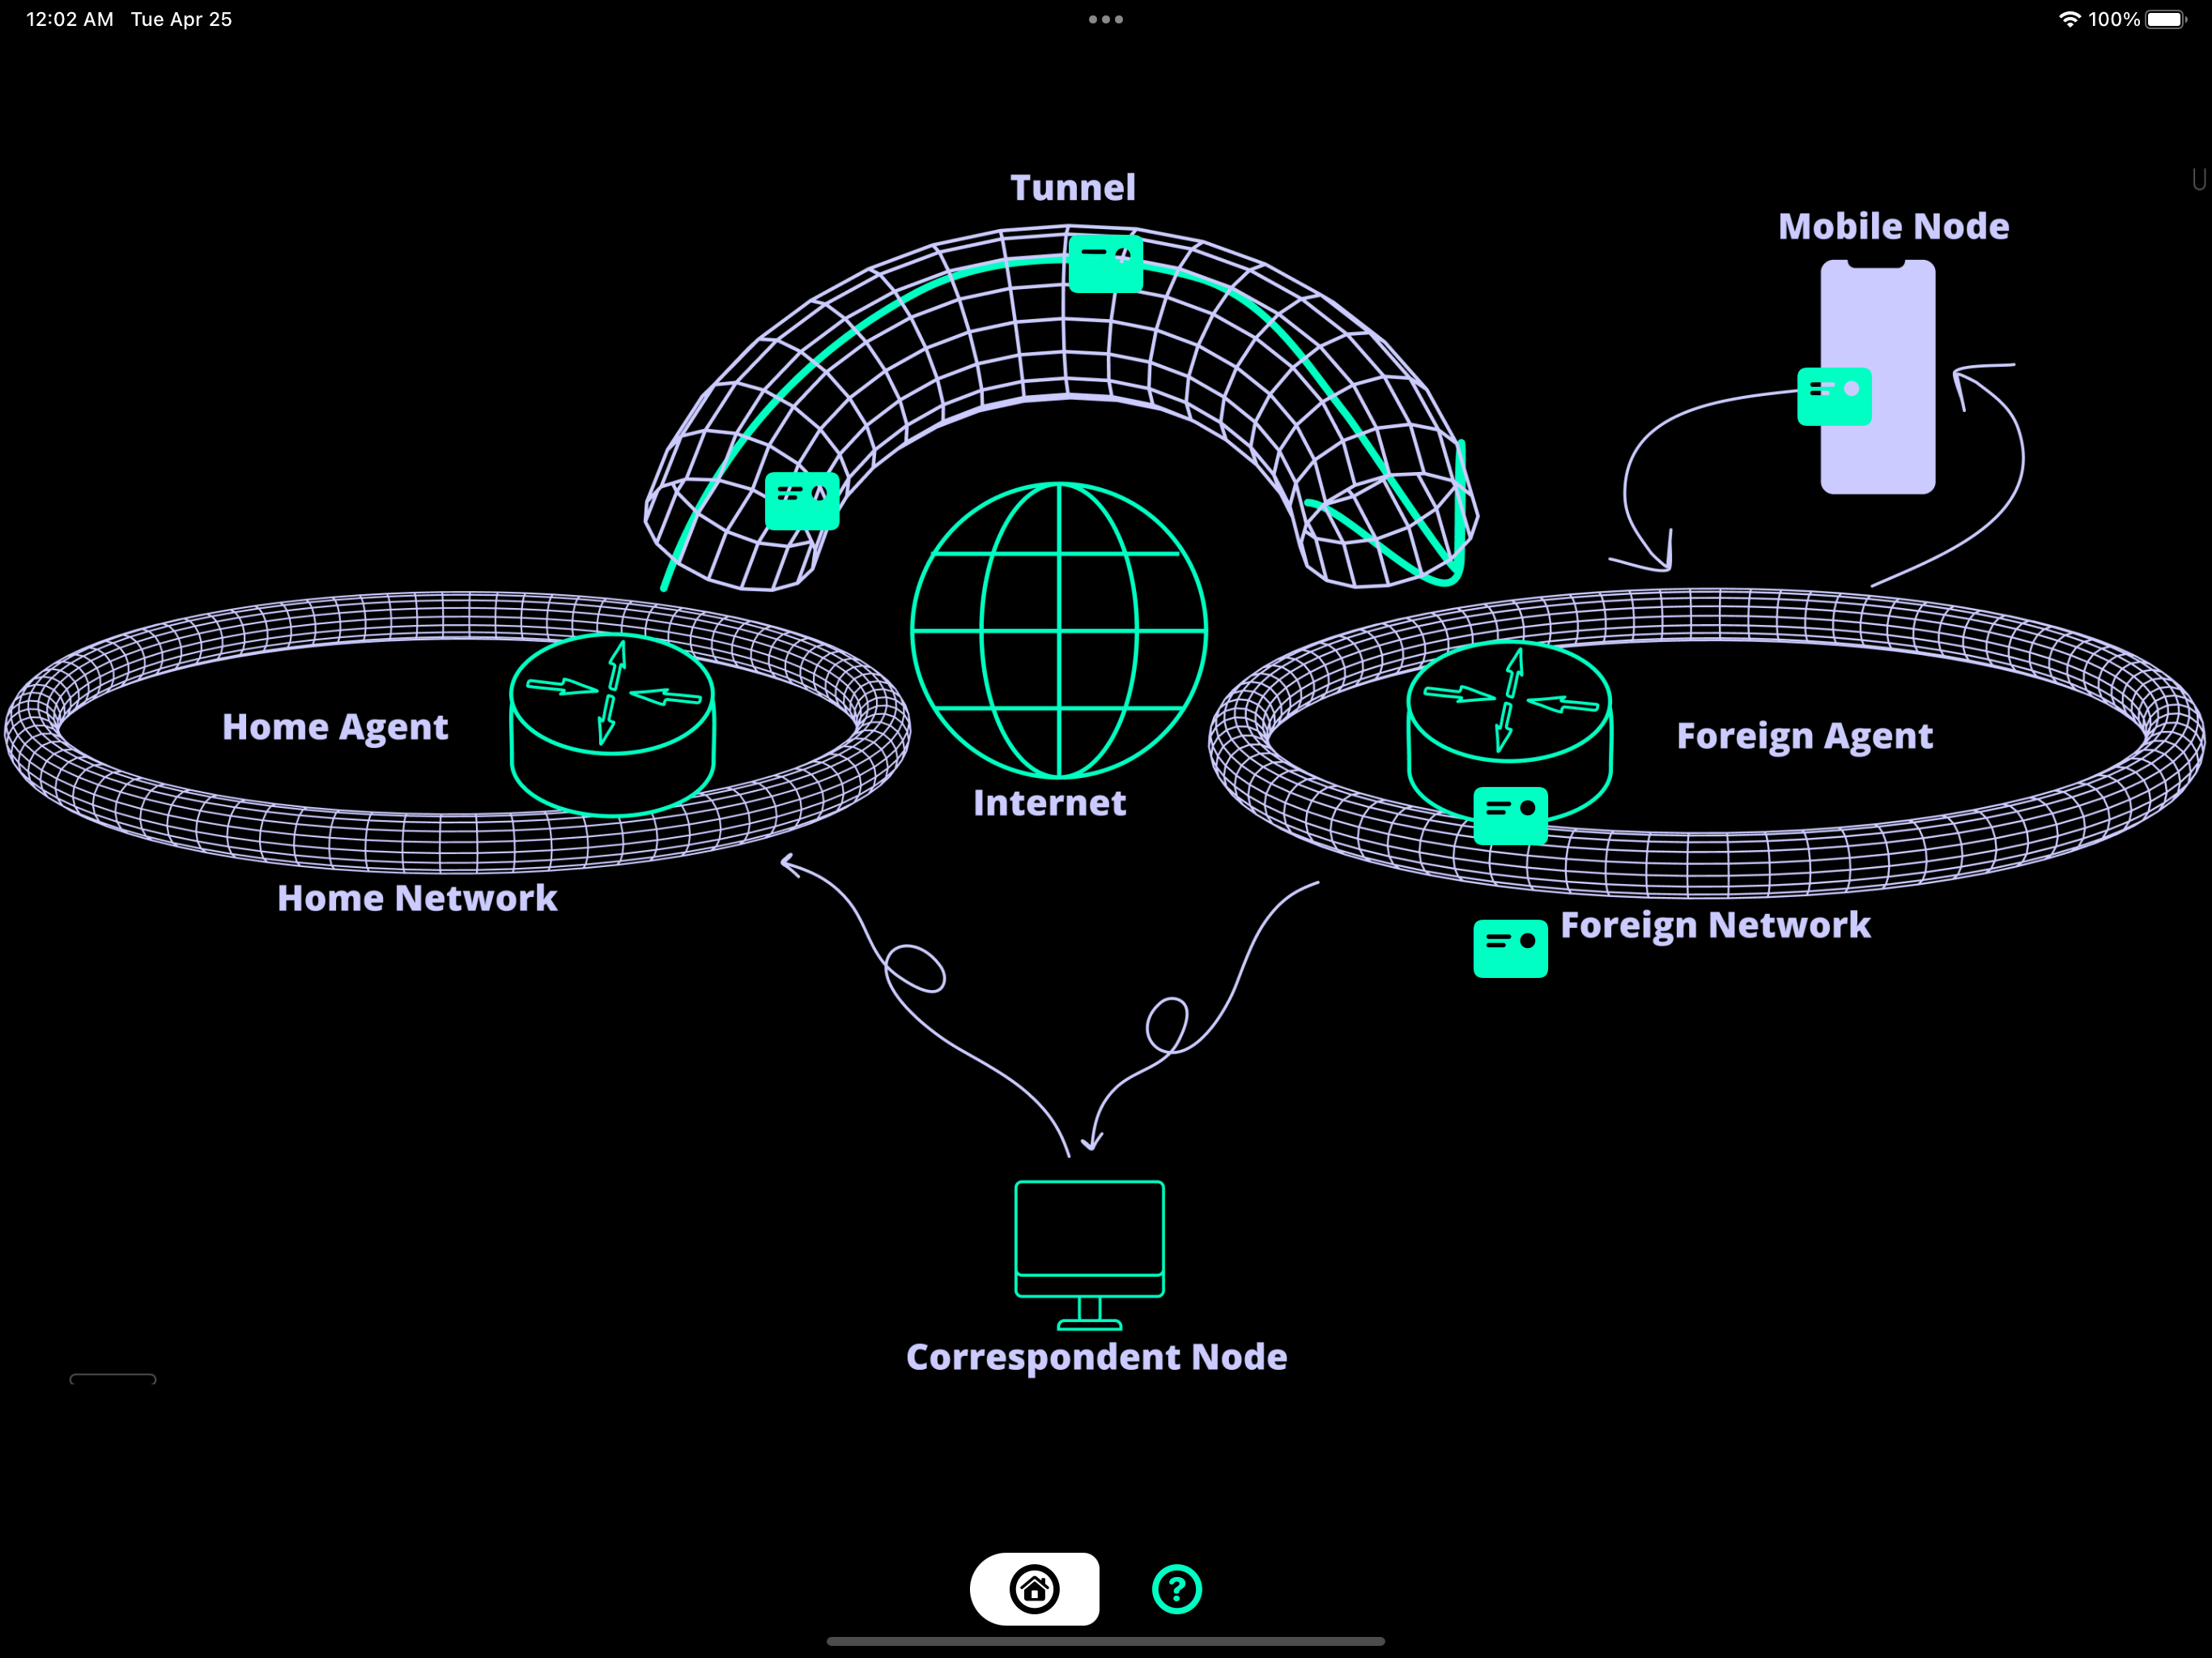 12:02 AM Tue Apr 25
100%
Tunnel
Mobile Node
Home Agent
Foreign Agent
Internet
Home Network
Foreign Network
Correspondent Node
?